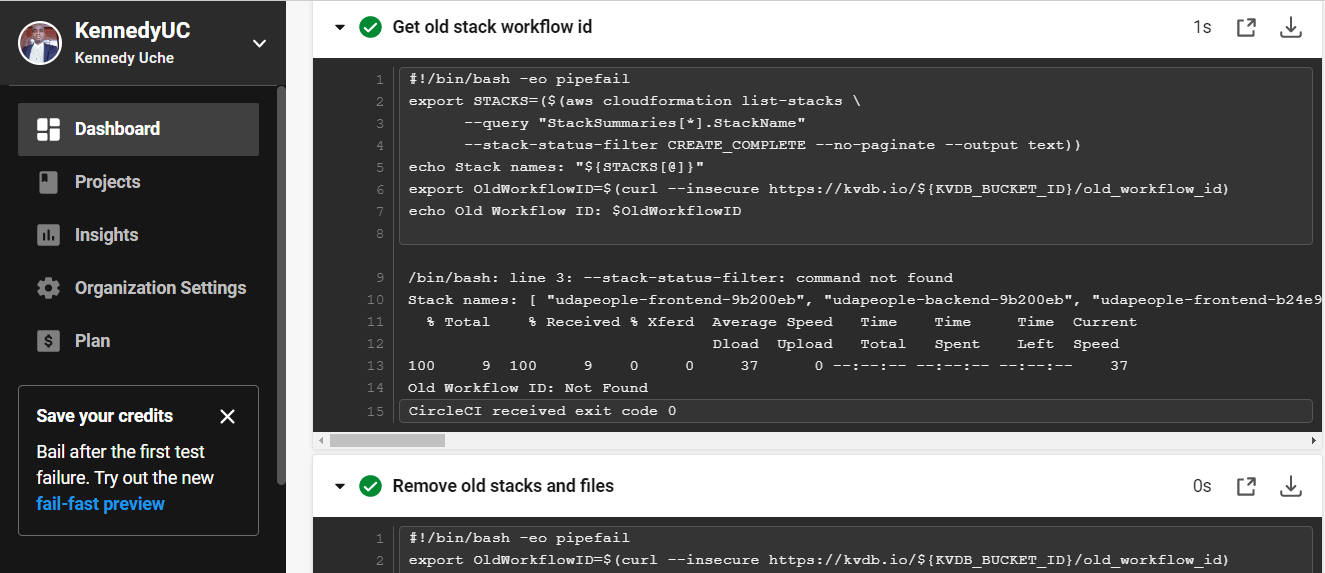 KennedyUC
Kennedy Uche
Dashboard
Projects
Insights
Organization Settings
Plan
Save your credits
Bail after the first test
failure. Try out the new
fail-fast preview
Get old stack workflow id 1s
1 #!/bin/bash -eo pipefail
2 export STACKS=($(aws cloudformation list-stacks \
3 --query "StackSummaries[*].StackName"
4 --stack-status-filter CREATE_COMPLETE --no-paginate --output text))
5 echo Stack names: "${STACKS[@]}"
6 export OldWorkflowID=$(curl --insecure https://kvdb.io/${KVDB_BUCKET_ID}/old_workflow_id)
7 echo Old Workflow ID: $OldWorkflowID
8
9 /bin/bash: line 3: --stack-status-filter: command not found
10 Stack names: [ "udapeople-frontend-9b200eb", "udapeople-backend-9b200eb", "udapeople-frontend-b24e9
11 % Total % Received % Xferd Average Speed Time Time Time Current
12 Dload Upload Total Spent Left Speed
13 100 9 100 9 0 0 37 0 --:--:-- --:--:-- --:--:-- 37
14 Old Workflow ID: Not Found
15 CircleCI received exit code 0
Remove old stacks and files 0s
1 #!/bin/bash -eo pipefail
2 export OldWorkflowID=$(curl --insecure https://kvdb.io/${KVDB_BUCKET_ID}/old_workflow_id)